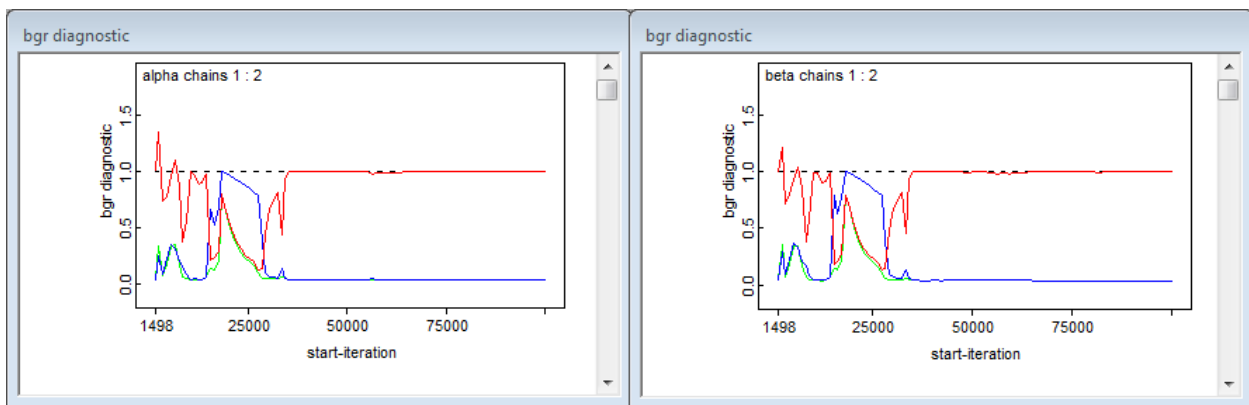 bgr diagnostic
alpha chains 1 : 2
bgr diagnostic
1.5
1.0
0.5
0.0
1498
25000
50000
75000
start-iteration
bgr diagnostic
beta chains 1 : 2
bgr diagnostic
1.5
1.0
0.5
0.0
1498
25000
50000
75000
start-iteration